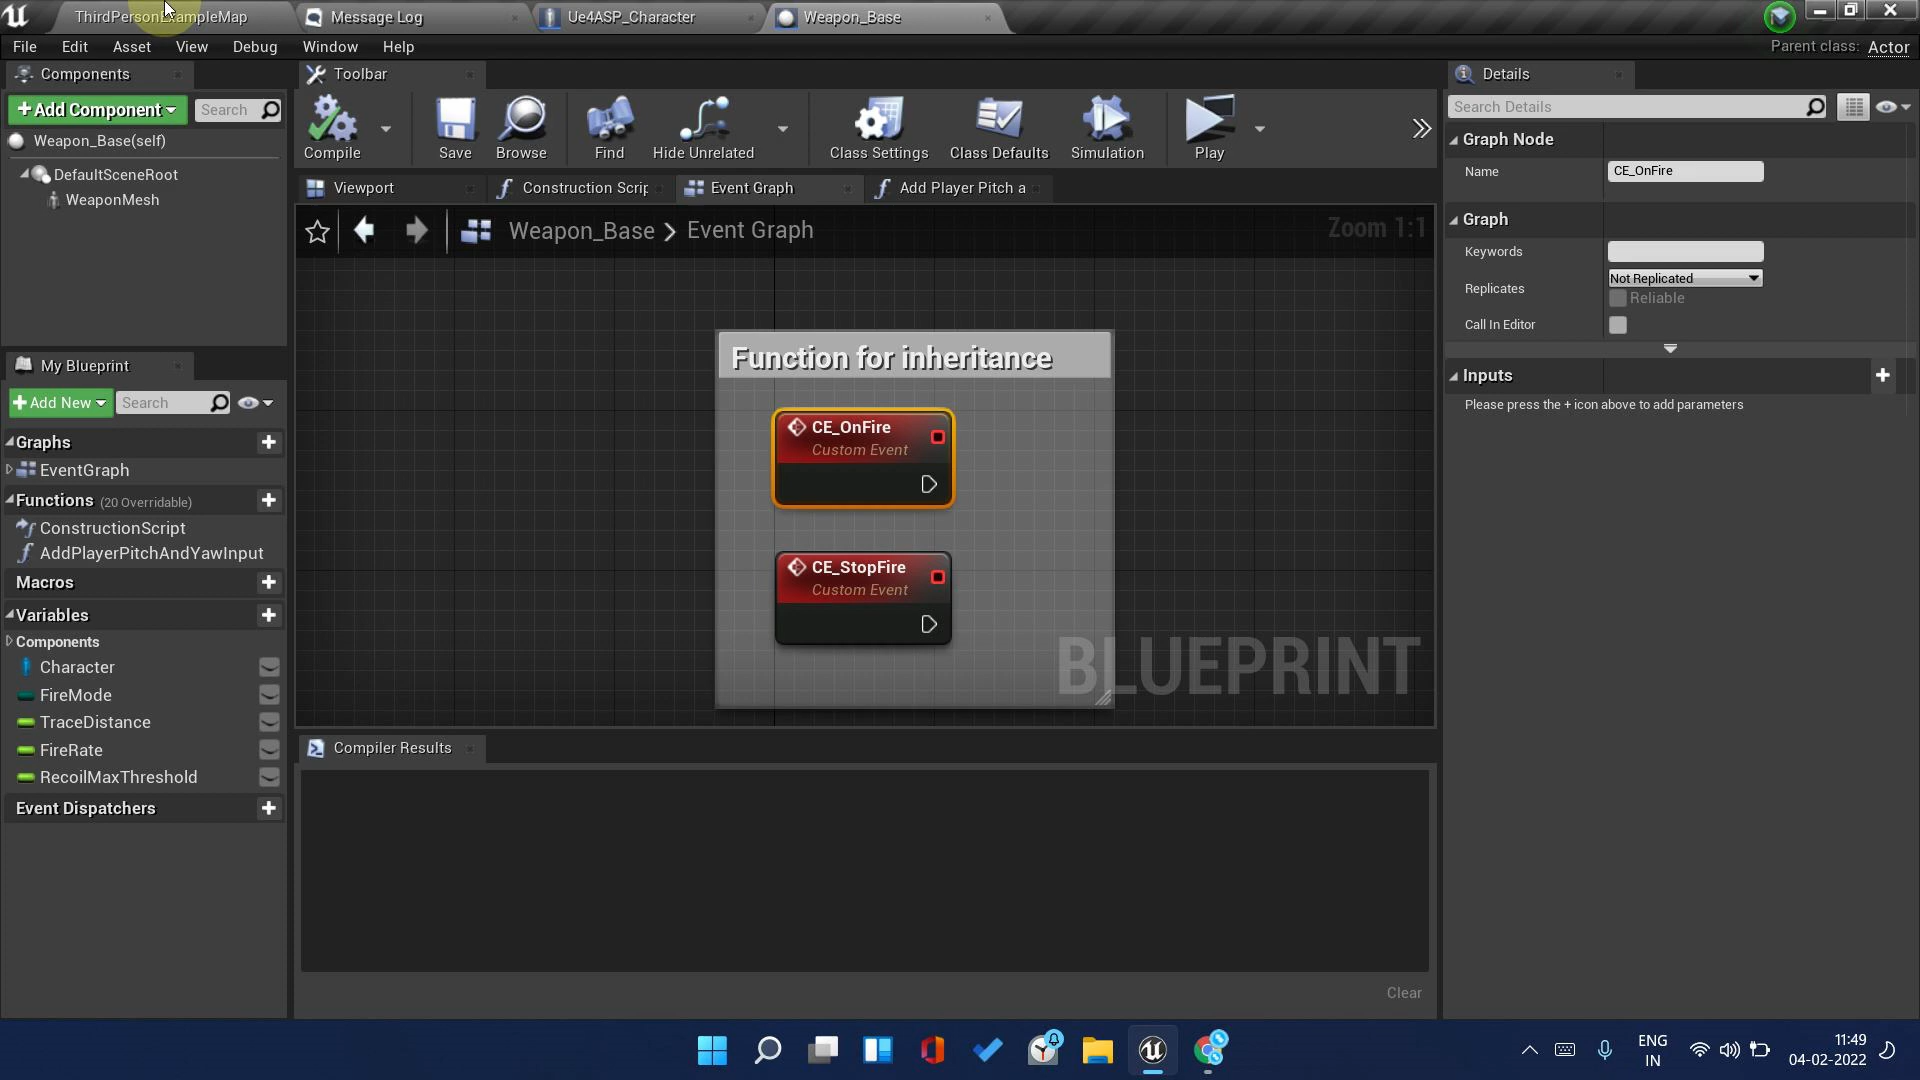 ThirdPersonExampleMap
Message Log
Ue4ASP_Character
Weapon_Base
File Edit Asset View Debug Window Help
Parent class: Actor
Components
Toolbar
Details
Add Component
Search
Search Details
Weapon_Base(self)
DefaultSceneRoot
WeaponMesh
Compile
Save
Browse
Find
Hide Unrelated
Class Settings
Class Defaults
Simulation
Play
Graph Node
Name
CE_OnFire
Viewport
Construction Scrip
Event Graph
Add Player Pitch a
Graph
Weapon_Base > Event Graph
Zoom 1:1
Keywords
Replicates
Not Replicated
Reliable
Call In Editor
Inputs
Please press the + icon above to add parameters
Function for inheritance
CE_OnFire
Custom Event
CE_StopFire
Custom Event
BLUEPRINT
My Blueprint
Add New
Search
Graphs
EventGraph
Functions (20 Overridable)
ConstructionScript
AddPlayerPitchAndYawInput
Macros
Variables
Components
Character
FireMode
TraceDistance
FireRate
RecoilMaxThreshold
Event Dispatchers
Compiler Results
Clear
ENG
IN
11:49
04-02-2022